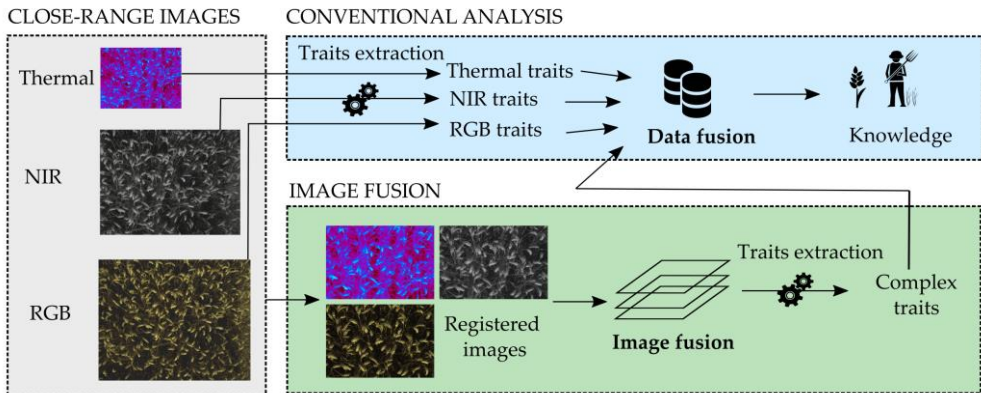 CLOSE-RANGE IMAGES
Thermal
NIR
RGB
CONVENTIONAL ANALYSIS
Traits extraction
Thermal traits
NIR traits
RGB traits
Data fusion
Knowledge
IMAGE FUSION
Registered
images
Image fusion
Traits extraction
Complex
traits